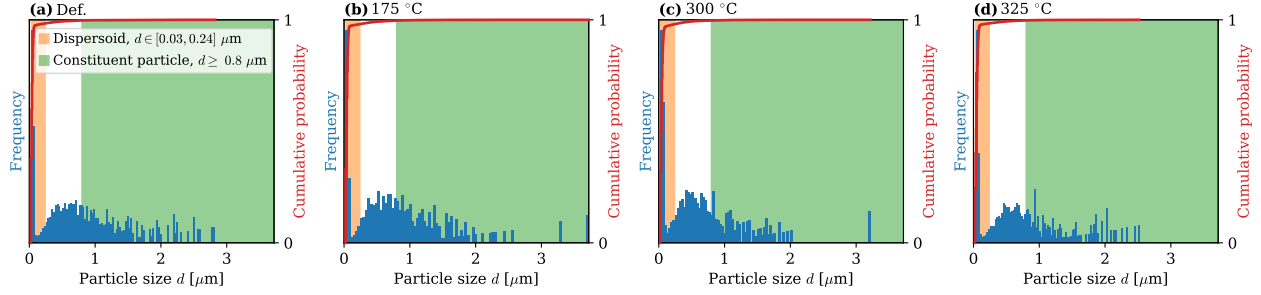 (a) Def.
Dispersoid, d ∈ [0.03, 0.24] μm
Constituent particle, d ≥ 0.8 μm
Frequency
Cumulative probability
1
0
0 1 2 3
Particle size d [μm]
(b) 175 °C
Frequency
Cumulative probability
1
0
0 1 2 3
Particle size d [μm]
(c) 300 °C
Frequency
Cumulative probability
1
0
0 1 2 3
Particle size d [μm]
(d) 325 °C
Frequency
Cumulative probability
1
0
0 1 2 3
Particle size d [μm]